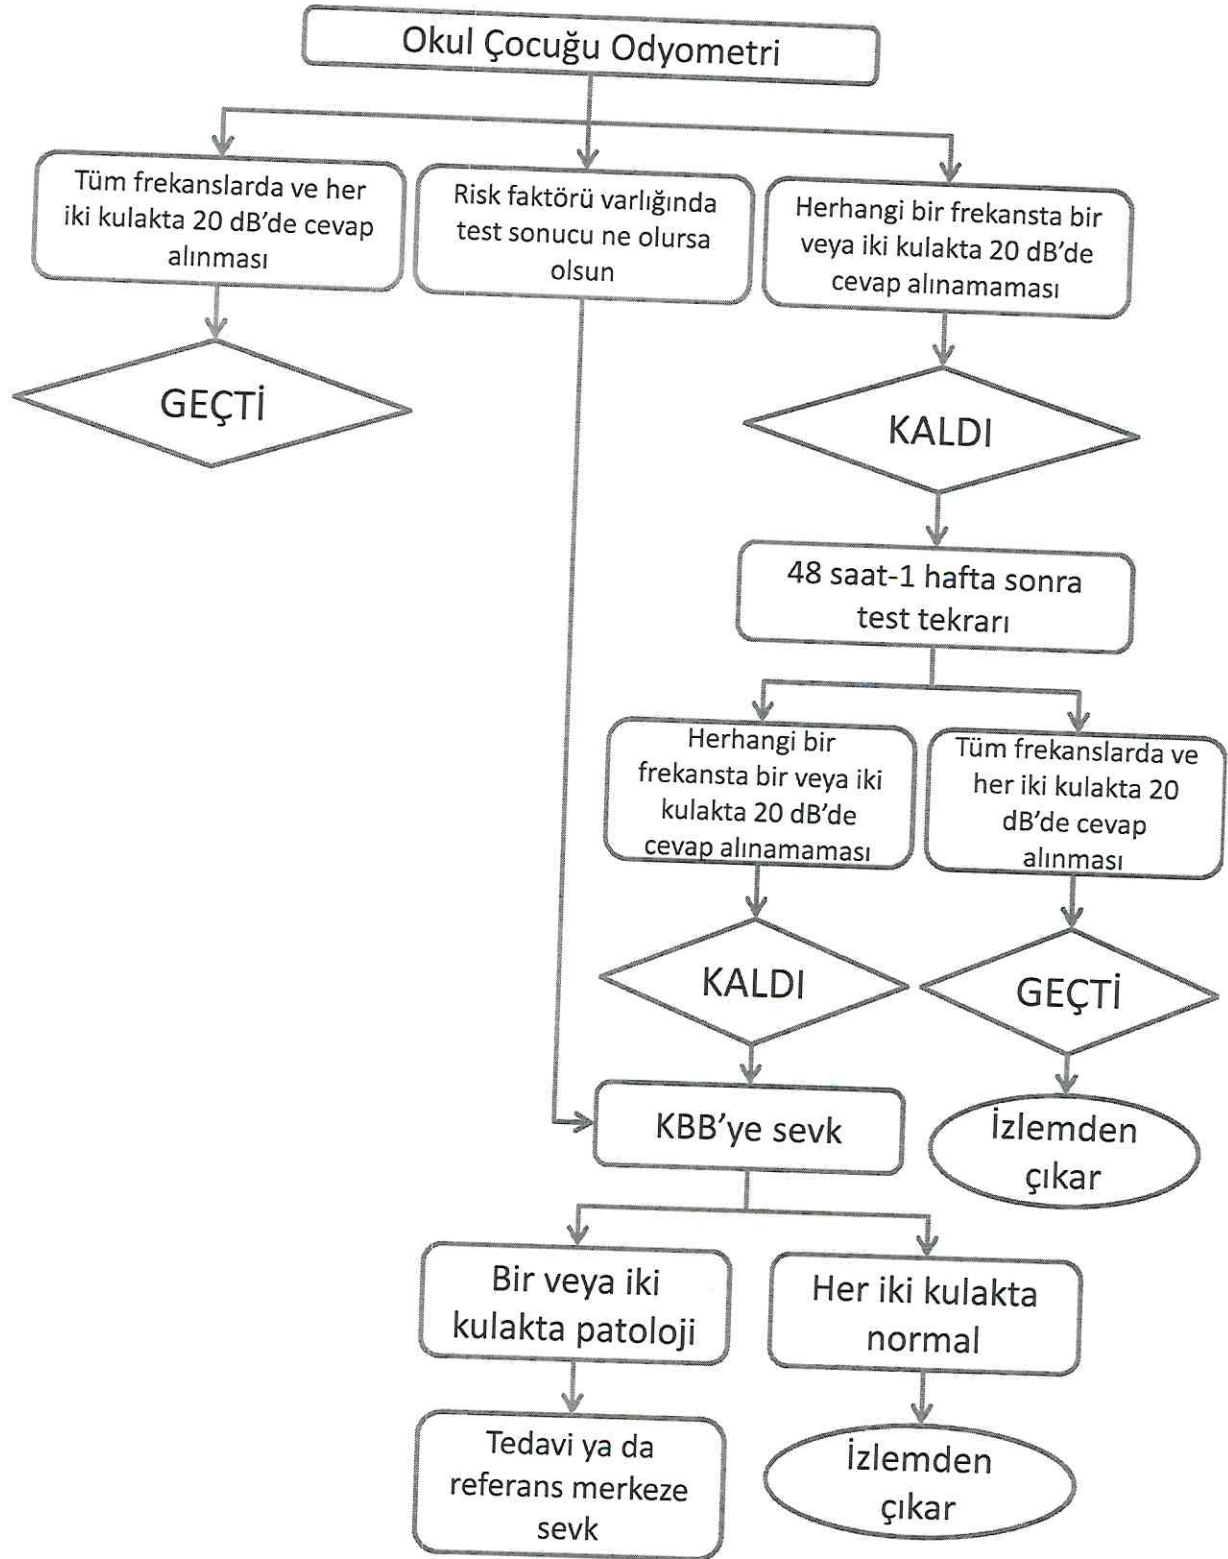 Okul Çocuğu Odyometri
Tüm frekanslarda ve her
iki kulakta 20 dB’de cevap
alınması
Risk faktörü varlığında
test sonucu ne olursa
olsun
Herhangi bir frekansta bir
veya iki kulakta 20 dB’de
cevap alınamaması
GEÇTİ
KALDI
48 saat-1 hafta sonra
test tekrarı
Herhangi bir
frekansta bir veya iki
kulakta 20 dB’de
cevap alınamaması
Tüm frekanslarda ve
her iki kulakta 20
dB’de cevap
alınması
KALDI
GEÇTİ
KBB’ye sevk
İzlemden
çıkar
Bir veya iki
kulakta patoloji
Her iki kulakta
normal
Tedavi ya da
referans merkeze
sevk
İzlemden
çıkar